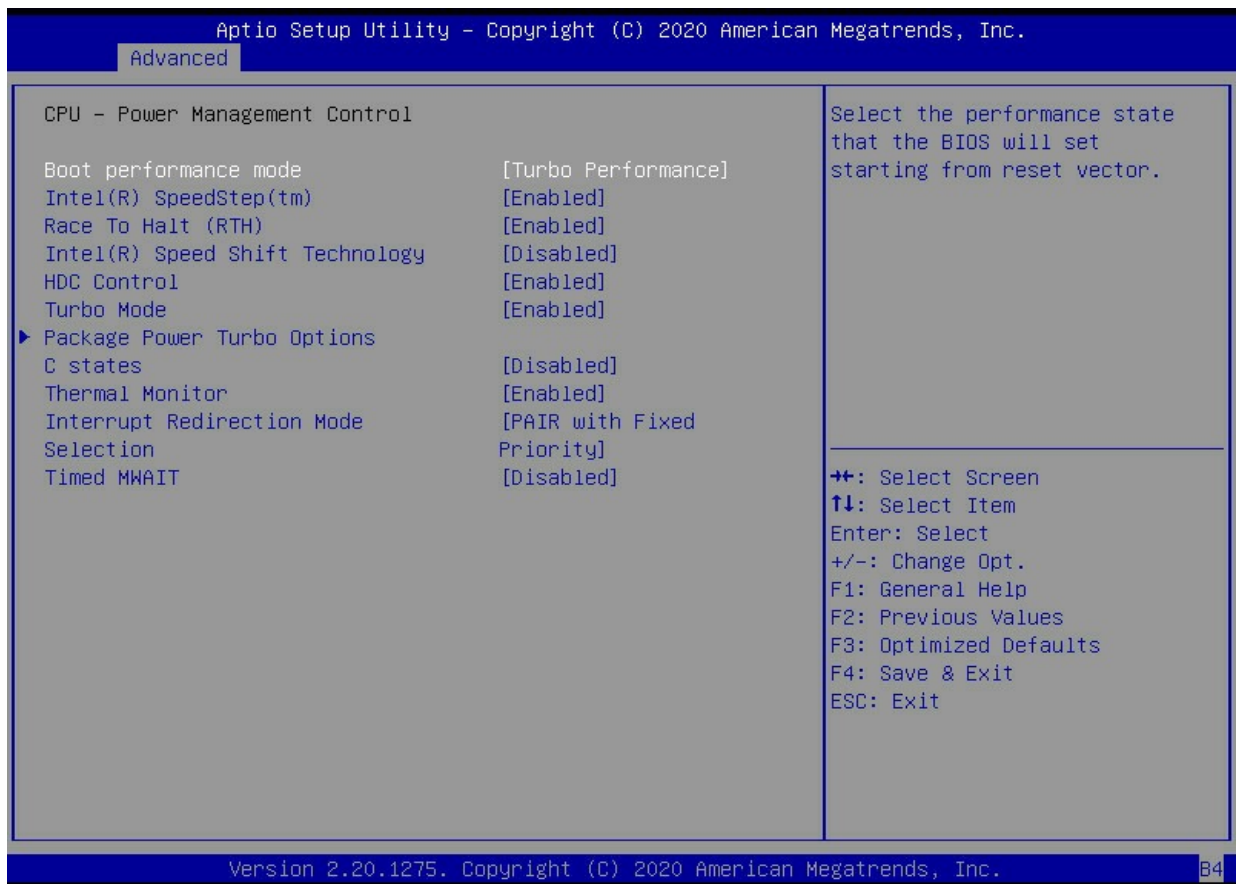 Aptio Setup Utility – Copyright (C) 2020 American Megatrends, Inc.
Advanced
CPU – Power Management Control
Boot performance mode [Turbo Performance]
Intel(R) SpeedStep(tm) [Enabled]
Race To Halt (RTH) [Enabled]
Intel(R) Speed Shift Technology [Disabled]
HDC Control [Enabled]
Turbo Mode [Enabled]
Package Power Turbo Options
C states [Disabled]
Thermal Monitor [Enabled]
Interrupt Redirection Mode [PAIR with Fixed
Selection Priority]
Timed MWAIT [Disabled]
Select the performance state
that the BIOS will set
starting from reset vector.
→←: Select Screen
↑↓: Select Item
Enter: Select
+/-: Change Opt.
F1: General Help
F2: Previous Values
F3: Optimized Defaults
F4: Save & Exit
ESC: Exit
Version 2.20.1275. Copyright (C) 2020 American Megatrends, Inc.
B4